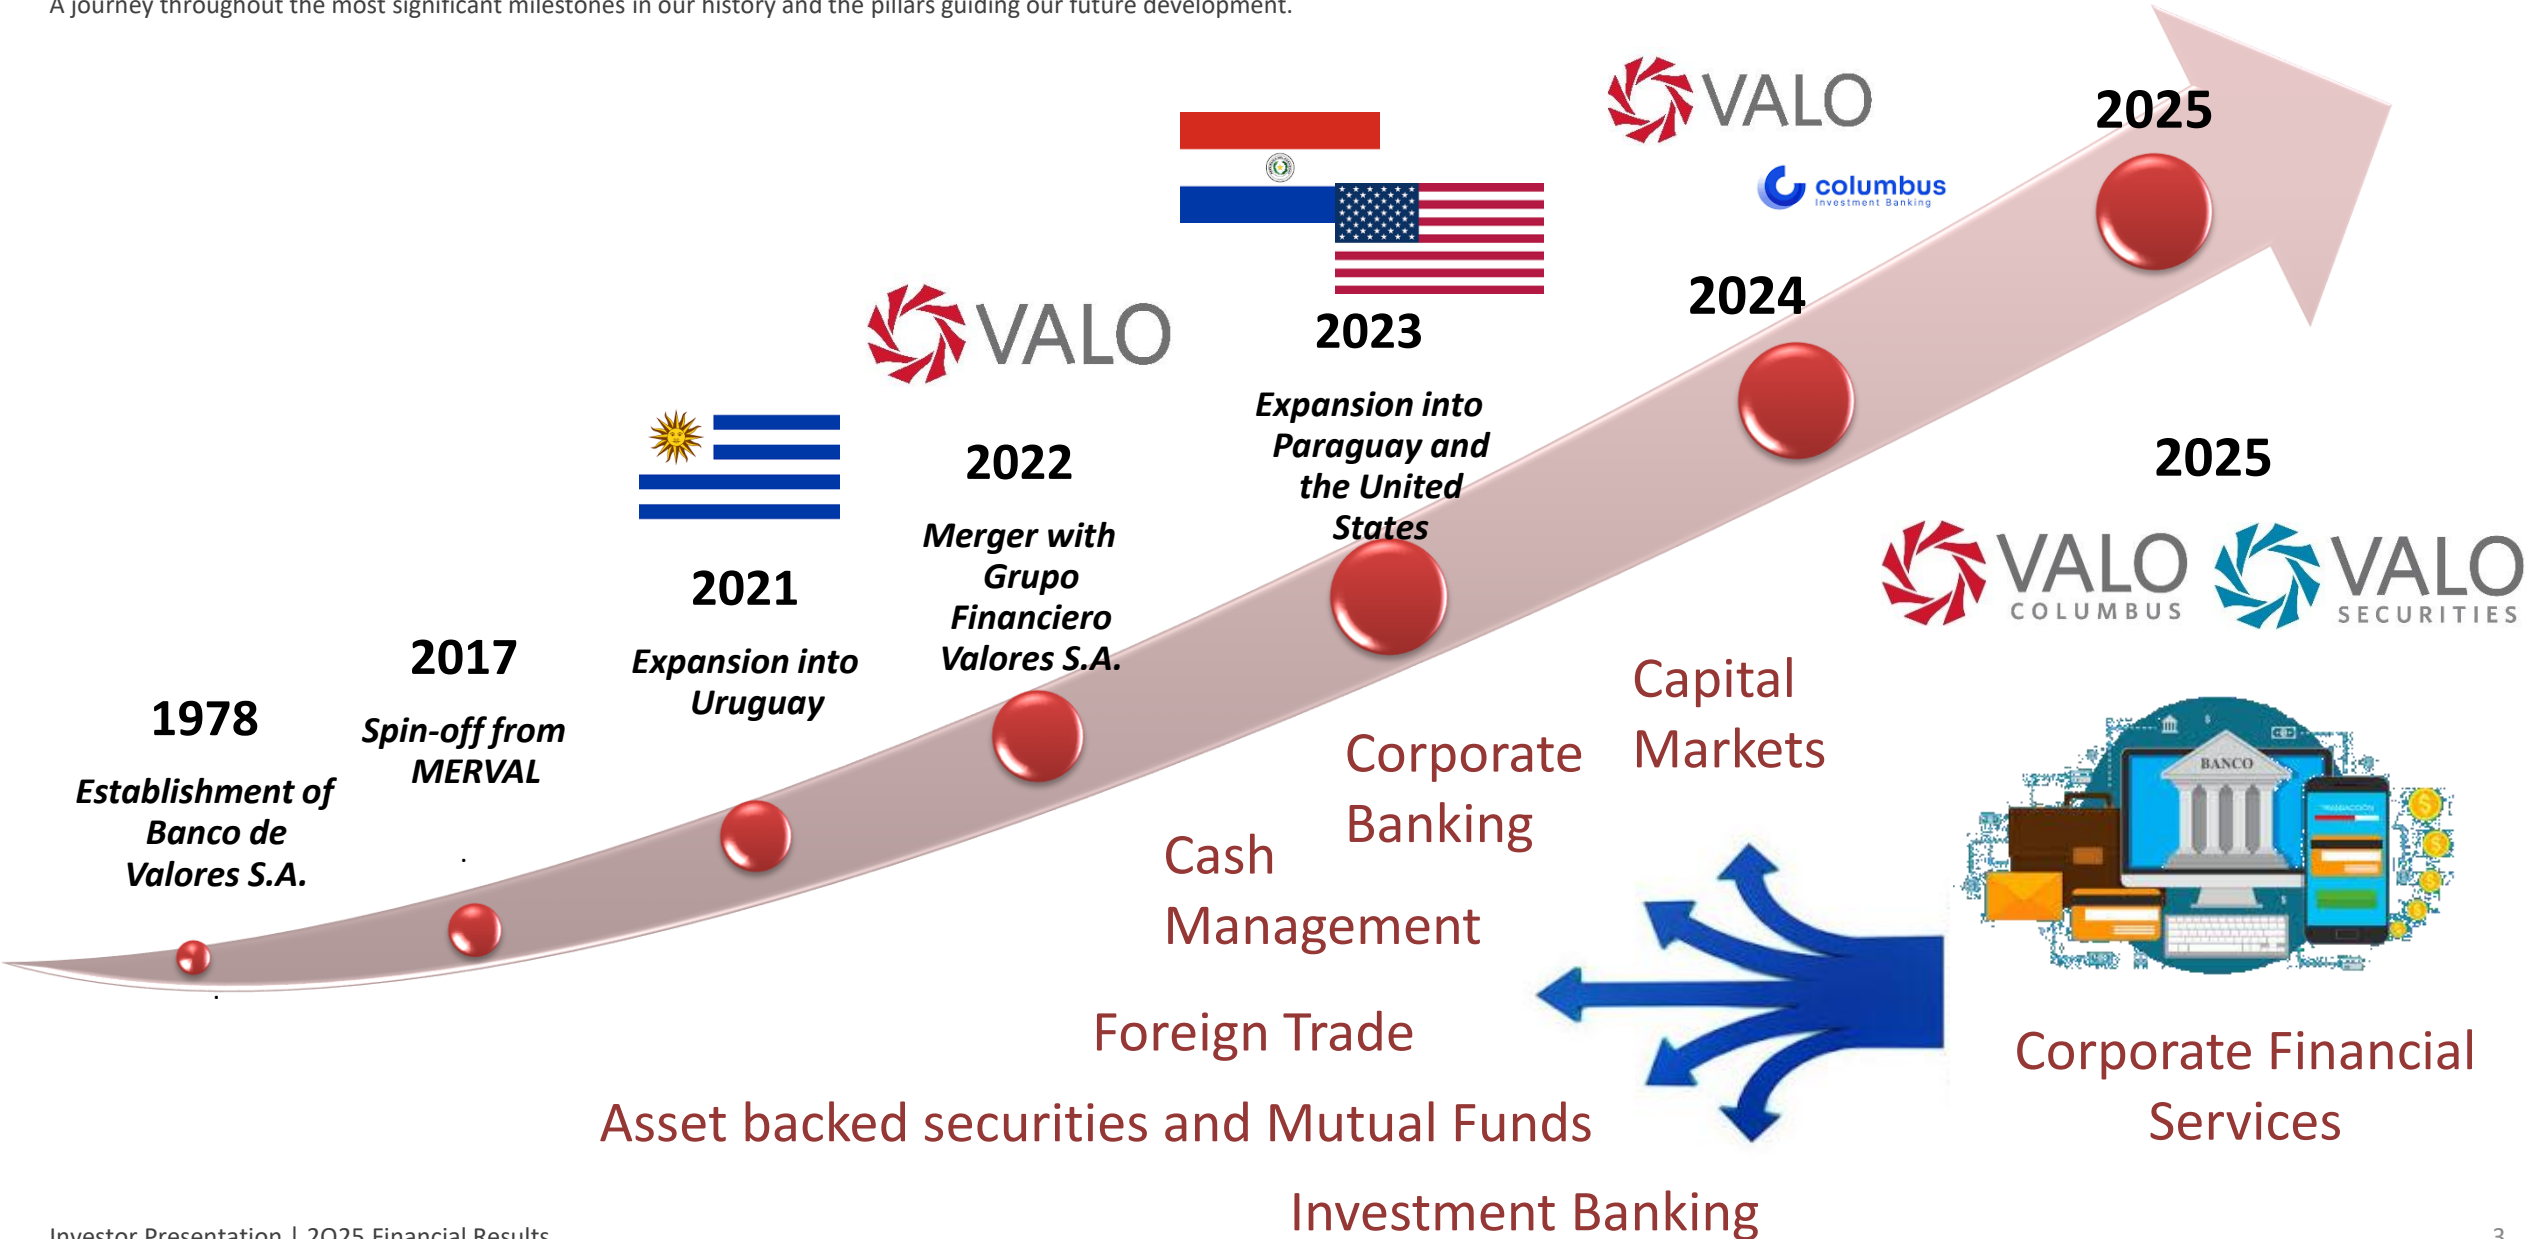 A journey throughout the most significant milestones in our history and the pillars guiding our future development.
1978
Establishment of
Banco de
Valores S.A.
2017
Spin-off from
MERVAL
2021
Expansion into
Uruguay
VALO
2022
Merger with
Grupo
Financiero
Valores S.A.
2023
Expansion into
Paraguay and
the United
States
VALO
columbus
Investment Banking
2024
2025
2025
VALO
COLUMBUS
VALO
SECURITIES
Capital
Markets
Corporate
Banking
Cash
Management
Foreign Trade
Asset backed securities and Mutual Funds
Investment Banking
BANCO
TRANSACCIÓN
Corporate Financial
Services
Investor Presentation | 2Q25 Financial Results
3